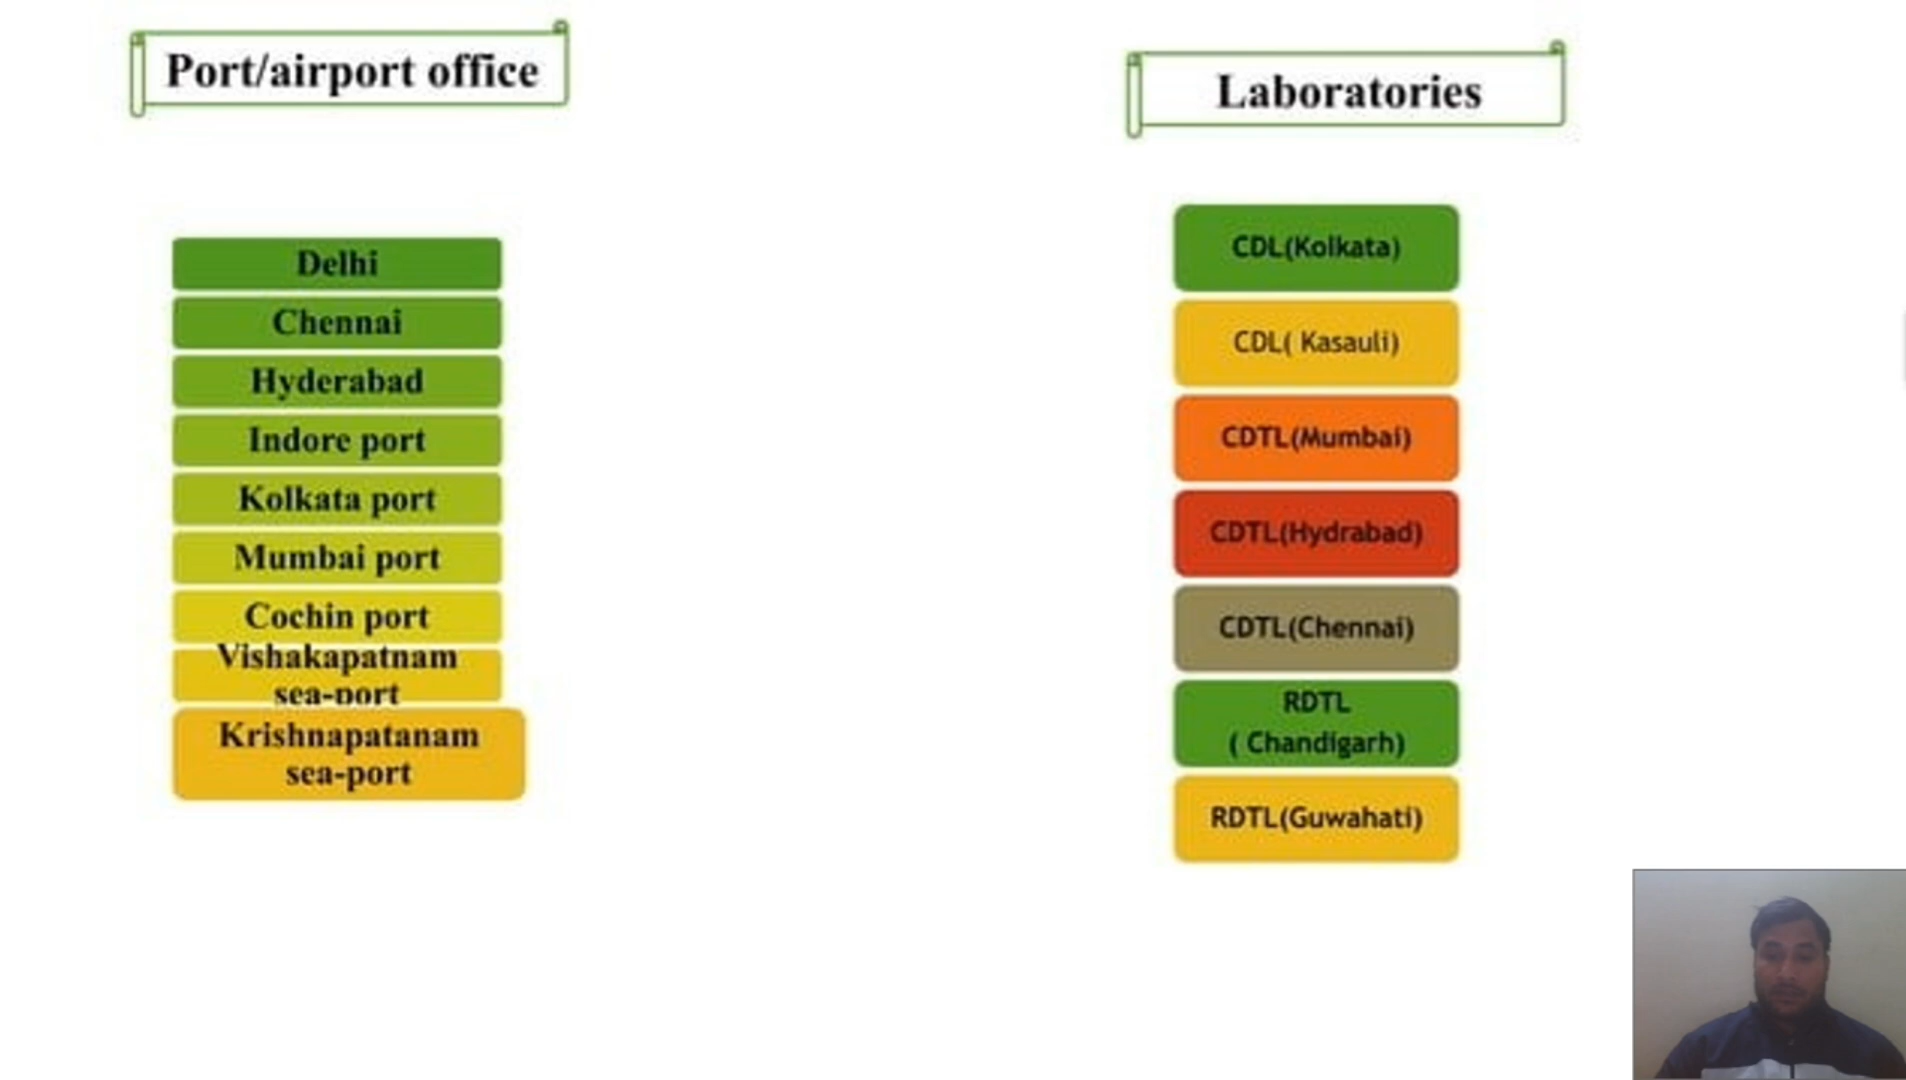 Port/airport office
Delhi
Chennai
Hyderabad
Indore port
Kolkata port
Mumbai port
Cochin port
Vishakapatnam
sea-port
Krishnapatanam
sea-port
Laboratories
CDL(Kolkata)
CDL( Kasauli)
CDTL(Mumbai)
CDTL(Hydrabad)
CDTL(Chennai)
RDTL
( Chandigarh)
RDTL(Guwahati)